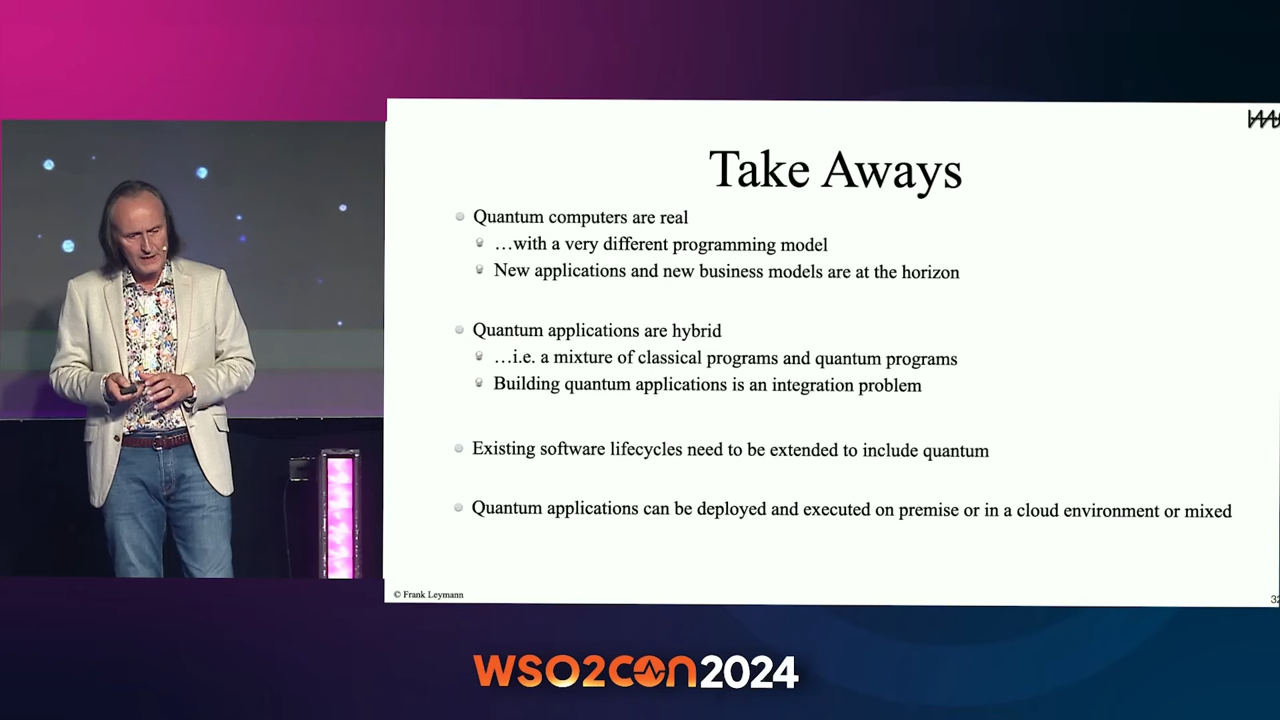 Take Aways
Quantum computers are real
…with a very different programming model
New applications and new business models are at the horizon
Quantum applications are hybrid
…i.e. a mixture of classical programs and quantum programs
Building quantum applications is an integration problem
Existing software lifecycles need to be extended to include quantum
Quantum applications can be deployed and executed on premise or in a cloud environment or mixed
© Frank Leymann
32
WSO2CON2024